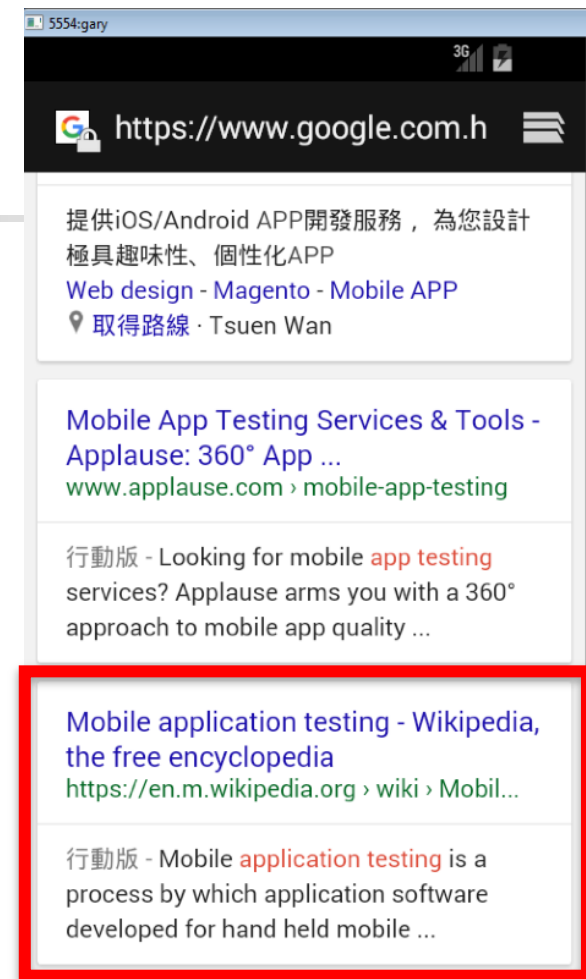 5554:gary
3G
https://www.google.com.h
提供iOS/Android APP開發服務 ，為您設計
極具趣味性、個性化APP
Web design - Magento - Mobile APP
取得路線 · Tsuen Wan
Mobile App Testing Services & Tools -
Applause: 360° App ...
www.applause.com › mobile-app-testing
行動版 - Looking for mobile app testing
services? Applause arms you with a 360°
approach to mobile app quality ...
Mobile application testing - Wikipedia,
the free encyclopedia
https://en.m.wikipedia.org › wiki › Mobil...
行動版 - Mobile application testing is a
process by which application software
developed for hand held mobile ...